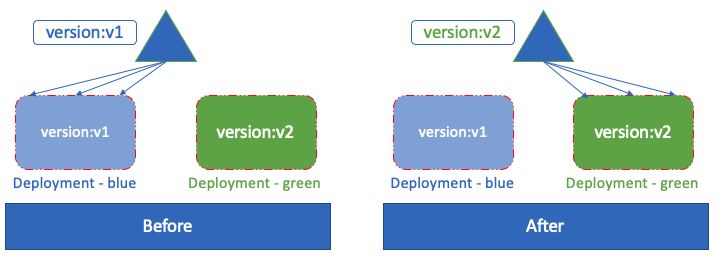 version:v1
version:v2
version:v1
version:v2
version:v1
version:v2
Deployment - blue
Deployment - green
Deployment - blue
Deployment - green
Before
After